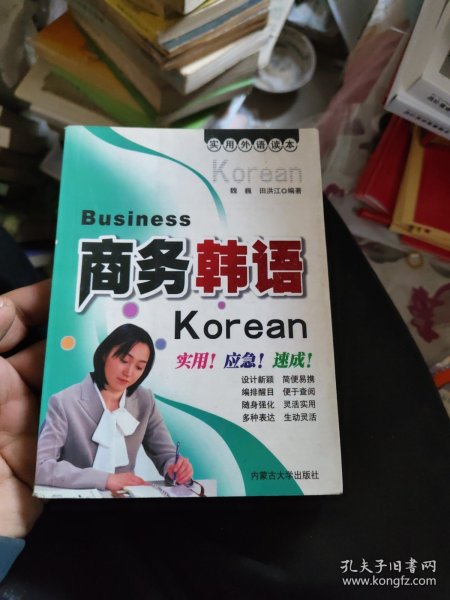 实用外语读本
Korean
魏巍 田洪江◎编著
Business
商务韩语
Korean
实用！应急！速成！
设计新颖 简便易携
编排醒目 便于查阅
随身强化 灵活实用
多种表达 生动灵活
内蒙古大学出版社
孔夫子旧书网
www.kongfz.com